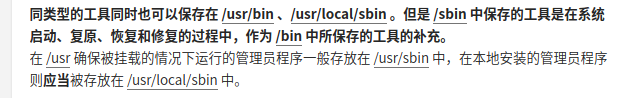 同类型的工具同时也可以保存在 /usr/bin 、/usr/local/sbin 。但是 /sbin 中保存的工具是在系统
启动、复原、恢复和修复的过程中，作为 /bin 中所保存的工具的补充。
在 /usr 确保被挂载的情况下运行的管理员程序一般存放在 /usr/sbin 中，在本地安装的管理员程序
则应当被存放在 /usr/local/sbin 中。